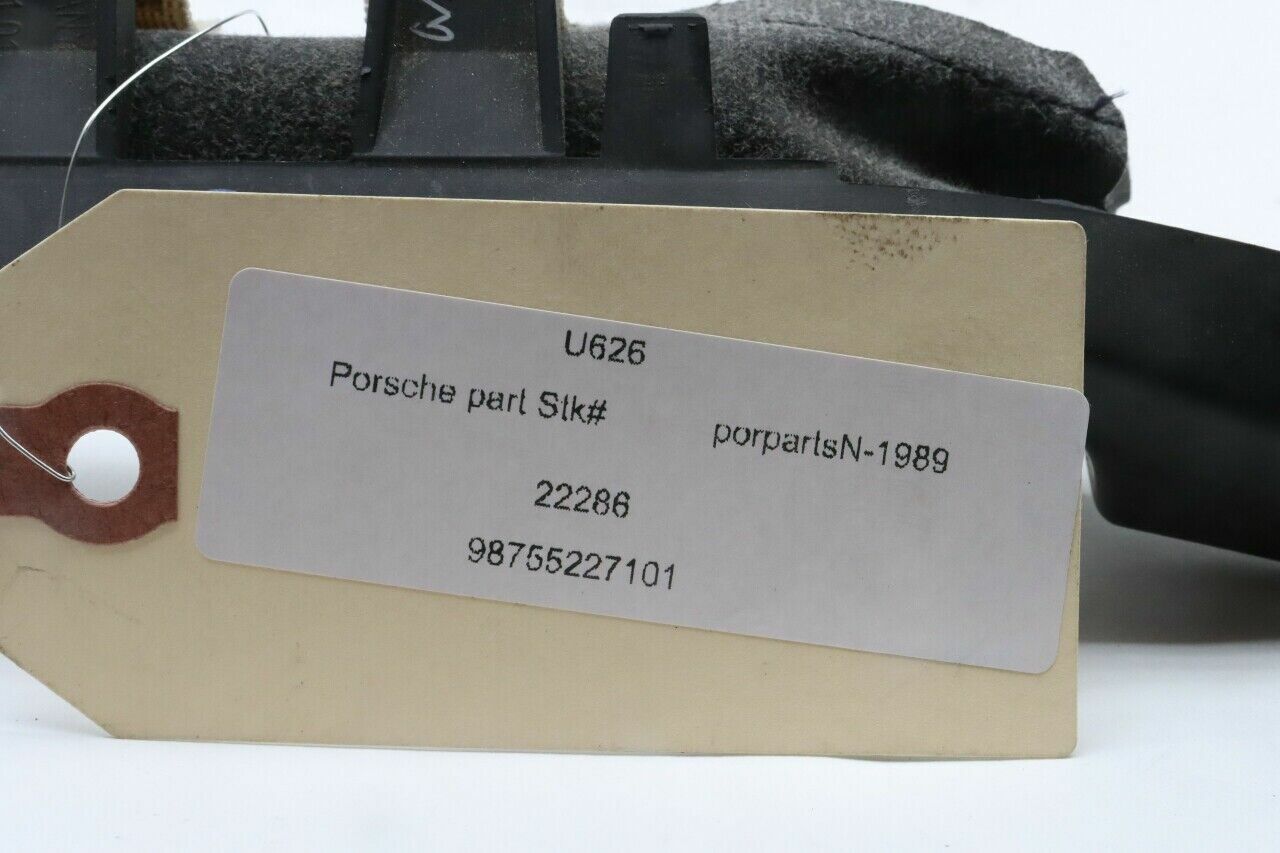 U626
Porsche part Stk#
porpartsN-1989
22286
98755227101